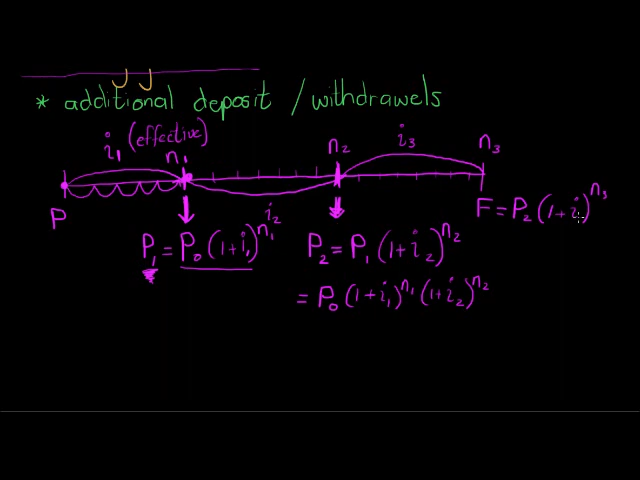 * additional deposit / withdrawels
i₁ (effective) n₁ n₂ i₃ n₃
P i₂
P₁ = P₀ (1+i₁)^n₁ P₂ = P₁ (1+i₂)^n₂ F = P₂ (1+i)^n₃
= P₀ (1+i₁)^n₁ (1+i₂)^n₂